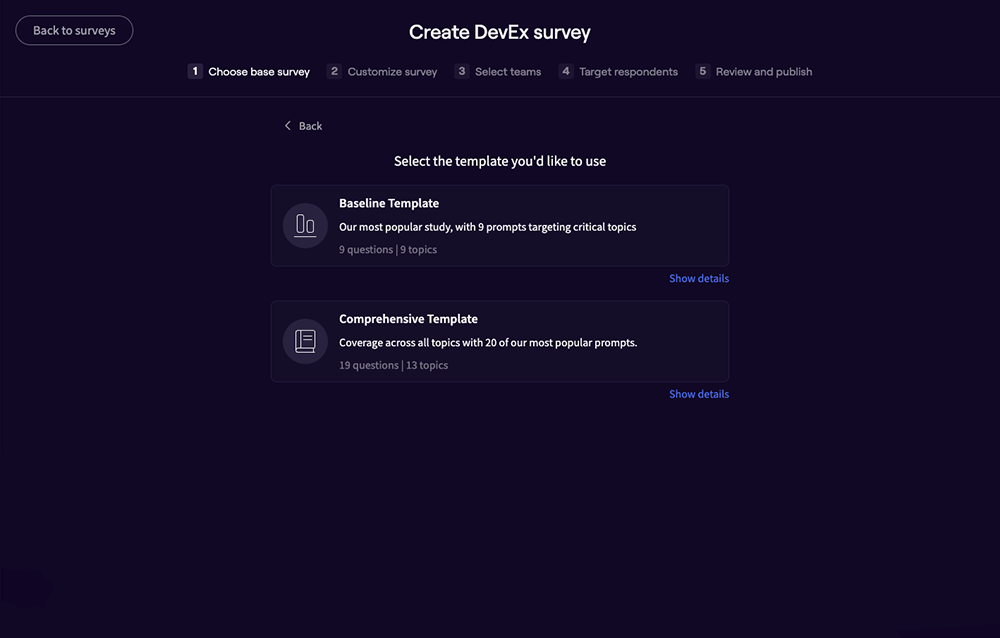 Back to surveys
Create DevEx survey
1 Choose base survey 2 Customize survey 3 Select teams 4 Target respondents 5 Review and publish
Back
Select the template you'd like to use
Baseline Template
Our most popular study, with 9 prompts targeting critical topics
9 questions | 9 topics
Show details
Comprehensive Template
Coverage across all topics with 20 of our most popular prompts.
19 questions | 13 topics
Show details